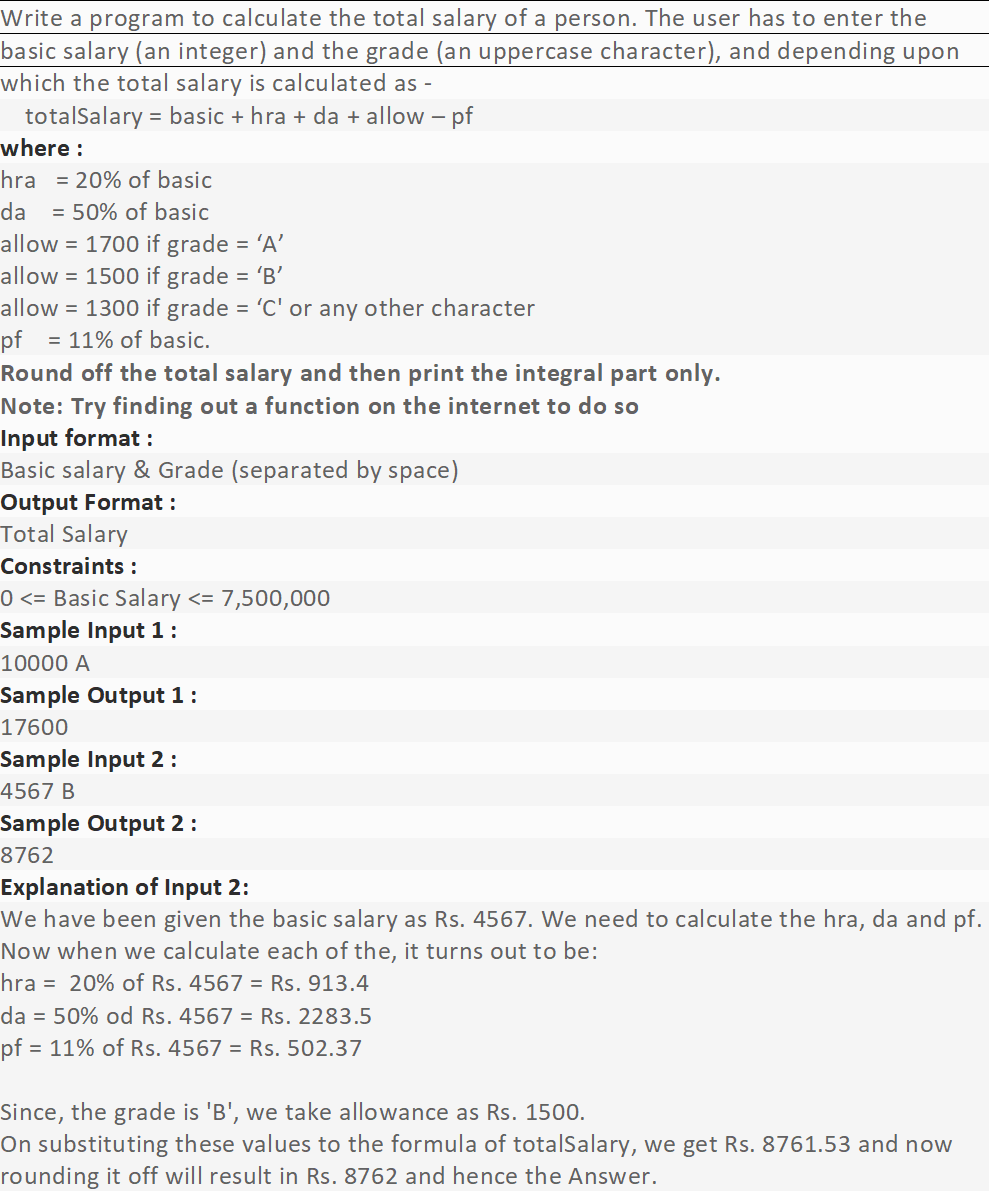 Write a program to calculate the total salary of a person. The user has to enter the
basic salary (an integer) and the grade (an uppercase character), and depending upon
which the total salary is calculated as -
totalSalary = basic + hra + da + allow – pf
where :
hra = 20% of basic
da = 50% of basic
allow = 1700 if grade = ‘A’
allow = 1500 if grade = ‘B’
allow = 1300 if grade = ‘C' or any other character
pf = 11% of basic.
Round off the total salary and then print the integral part only.
Note: Try finding out a function on the internet to do so
Input format :
Basic salary & Grade (separated by space)
Output Format :
Total Salary
Constraints :
0 <= Basic Salary <= 7,500,000
Sample Input 1 :
10000 A
Sample Output 1 :
17600
Sample Input 2 :
4567 B
Sample Output 2 :
8762
Explanation of Input 2:
We have been given the basic salary as Rs. 4567. We need to calculate the hra, da and pf.
Now when we calculate each of the, it turns out to be:
hra = 20% of Rs. 4567 = Rs. 913.4
da = 50% od Rs. 4567 = Rs. 2283.5
pf = 11% of Rs. 4567 = Rs. 502.37
Since, the grade is 'B', we take allowance as Rs. 1500.
On substituting these values to the formula of totalSalary, we get Rs. 8761.53 and now
rounding it off will result in Rs. 8762 and hence the Answer.